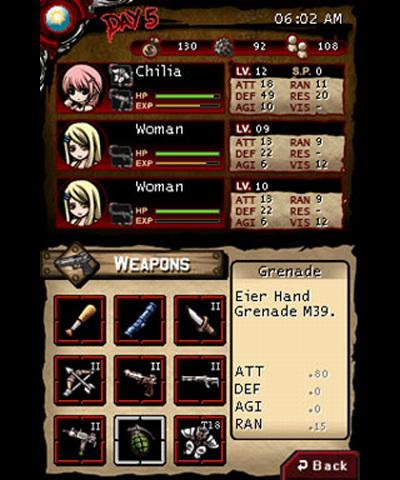 DAY 5
06:02 AM
130 92 108
Chilia
HP
EXP
LV. 12 S.P. 0
ATT 18 RAN 11
DEF 49 RES 20
AGI 10 VIS -
Woman
HP
EXP
LV. 09
ATT 13 RAN 9
DEF 22 RES -
AGI 6 VIS 12
Woman
HP
EXP
LV. 10
ATT 13 RAN 9
DEF 22 RES -
AGI 6 VIS 12
WEAPONS
II
II
II
II
II
T18
Grenade
Eier Hand
Grenade M39.
ATT .80
DEF .0
AGI .0
RAN .15
Back